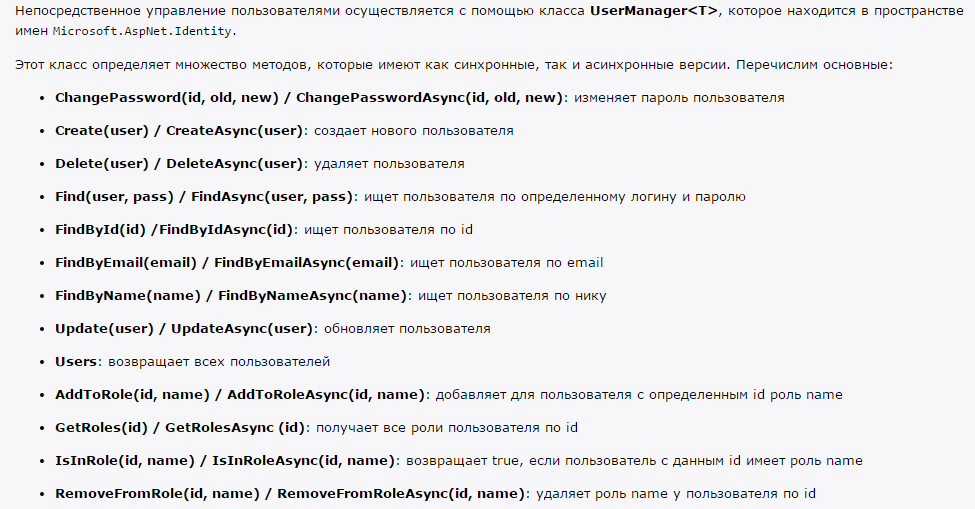 Непосредственное управление пользователями осуществляется с помощью класса UserManager<T>, которое находится в пространстве
имен Microsoft.AspNet.Identity.
Этот класс определяет множество методов, которые имеют как синхронные, так и асинхронные версии. Перечислим основные:
• ChangePassword(id, old, new) / ChangePasswordAsync(id, old, new): изменяет пароль пользователя
• Create(user) / CreateAsync(user): создает нового пользователя
• Delete(user) / DeleteAsync(user): удаляет пользователя
• Find(user, pass) / FindAsync(user, pass): ищет пользователя по определенному логину и паролю
• FindById(id) /FindByIdAsync(id): ищет пользователя по id
• FindByEmail(email) / FindByEmailAsync(email): ищет пользователя по email
• FindByName(name) / FindByNameAsync(name): ищет пользователя по нику
• Update(user) / UpdateAsync(user): обновляет пользователя
• Users: возвращает всех пользователей
• AddToRole(id, name) / AddToRoleAsync(id, name): добавляет для пользователя с определенным id роль name
• GetRoles(id) / GetRolesAsync (id): получает все роли пользователя по id
• IsInRole(id, name) / IsInRoleAsync(id, name): возвращает true, если пользователь с данным id имеет роль name
• RemoveFromRole(id, name) / RemoveFromRoleAsync(id, name): удаляет роль name у пользователя по id